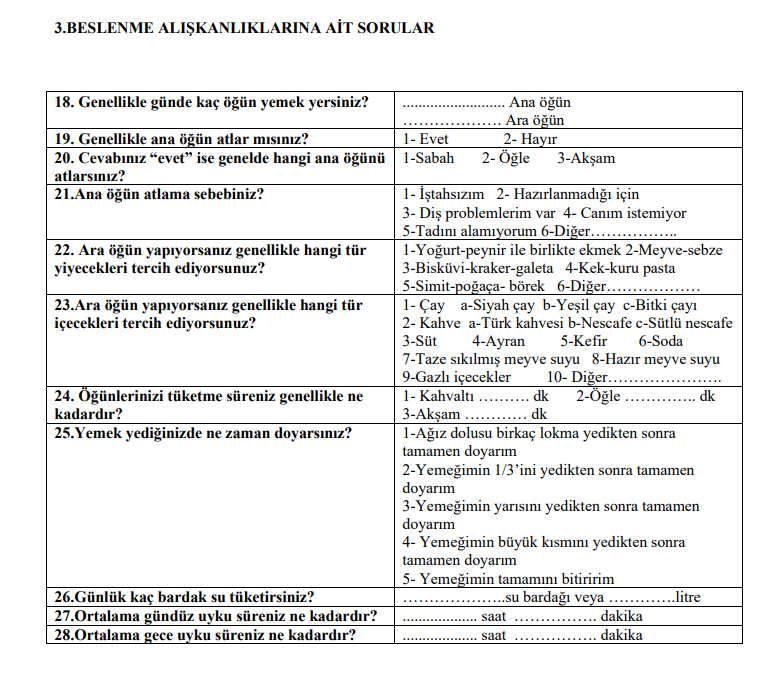 3.BESLENME ALIŞKANLIKLARINA AİT SORULAR
18. Genellikle günde kaç öğün yemek yersiniz?
.......................... Ana öğün
………………. Ara öğün
19. Genellikle ana öğün atlar mısınız?
1- Evet 2- Hayır
20. Cevabınız “evet” ise genelde hangi ana öğünü
atlarsınız?
1-Sabah 2- Öğle 3-Akşam
21.Ana öğün atlama sebebiniz?
1- İştahsızım 2- Hazırlanmadığı için
3- Diş problemlerim var 4- Canım istemiyor
5-Tadını alamıyorum 6-Diğer……………..
22. Ara öğün yapıyorsanız genellikle hangi tür
yiyecekleri tercih ediyorsunuz?
1-Yoğurt-peynir ile birlikte ekmek 2-Meyve-sebze
3-Bisküvi-kraker-galeta 4-Kek-kuru pasta
5-Simit-poğaça- börek 6-Diğer………………
23.Ara öğün yapıyorsanız genellikle hangi tür
içecekleri tercih ediyorsunuz?
1- Çay a-Siyah çay b-Yeşil çay c-Bitki çayı
2- Kahve a-Türk kahvesi b-Nescafe c-Sütlü nescafe
3-Süt 4-Ayran 5-Kefir 6-Soda
7-Taze sıkılmış meyve suyu 8-Hazır meyve suyu
9-Gazlı içecekler 10- Diğer………………….
24. Öğünlerinizi tüketme süreniz genellikle ne
kadardır?
1- Kahvaltı ………. dk 2-Öğle ………….. dk
3-Akşam ………… dk
25.Yemek yediğinizde ne zaman doyarsınız?
1-Ağız dolusu birkaç lokma yedikten sonra
tamamen doyarım
2-Yemeğimin 1/3’ini yedikten sonra tamamen
doyarım
3-Yemeğimin yarısını yedikten sonra tamamen
doyarım
4- Yemeğimin büyük kısmını yedikten sonra
tamamen doyarım
5- Yemeğimin tamamını bitiririm
26.Günlük kaç bardak su tüketirsiniz?
………………..su bardağı veya ………….litre
27.Ortalama gündüz uyku süreniz ne kadardır?
................... saat ……………. dakika
28.Ortalama gece uyku süreniz ne kadardır?
................... saat ……………. dakika